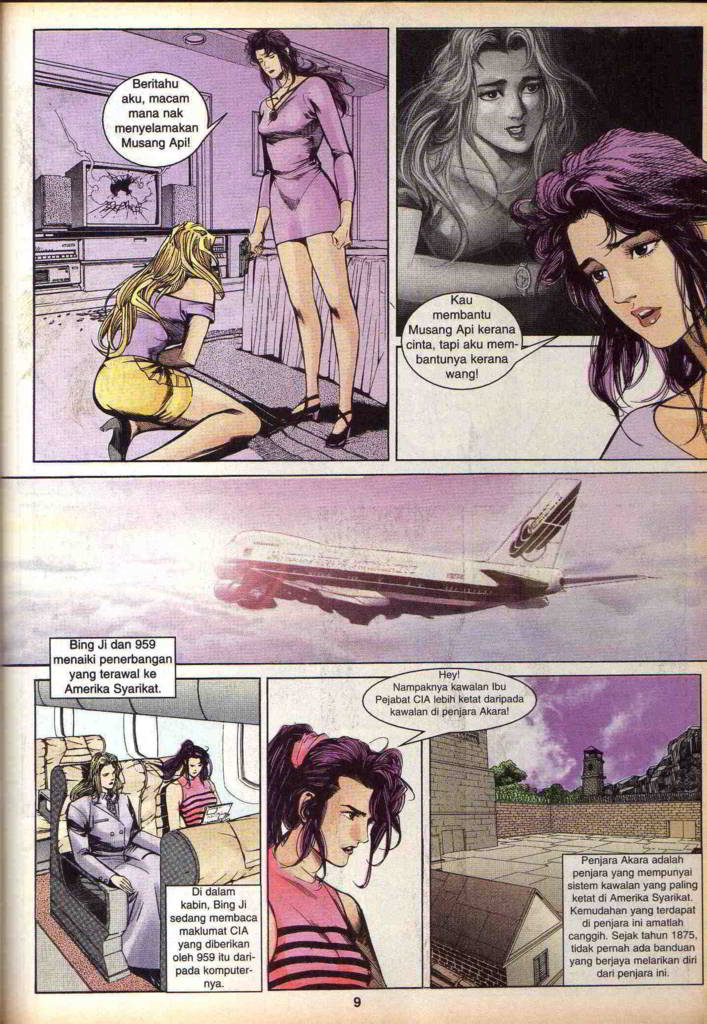 Beritahu
aku, macam
mana nak
menyelamakan
Musang Api!
Kau
membantu
Musang Api kerana
cinta, tapi aku mem-
bantunya kerana
wang!
Bing Ji dan 959
menaiki penerbangan
yang terawal ke
Amerika Syarikat.
Di dalam
kabin, Bing Ji
sedang membaca
maklumat CIA
yang diberikan
oleh 959 itu dari-
pada komputer-
nya.
Hey!
Nampaknya kawalan Ibu
Pejabat CIA lebih ketat daripada
kawalan di penjara Akara!
Penjara Akara adalah
penjara yang mempunyai
sistem kawalan yang paling
ketat di Amerika Syarikat.
Kemudahan yang terdapat
di penjara ini amatlah
canggih. Sejak tahun 1875,
tidak pernah ada banduan
yang berjaya melarikan diri
dari penjara ini.
9